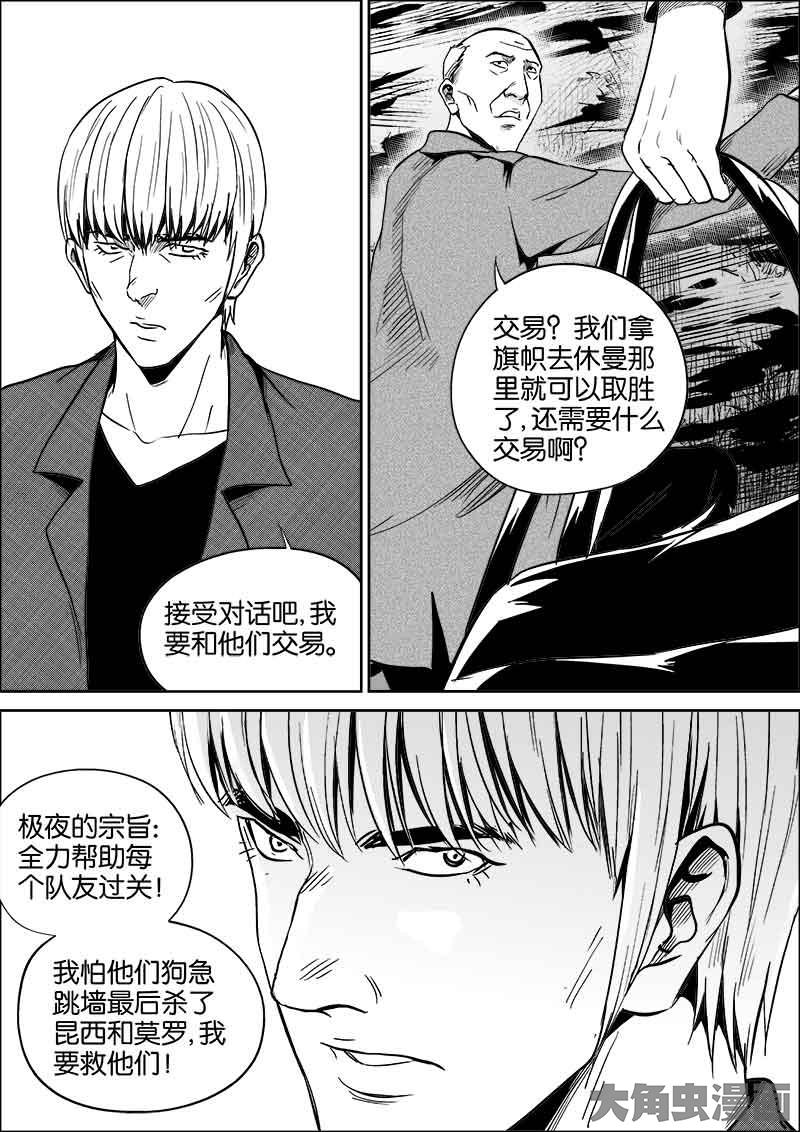 接受对话吧,我
要和他们交易。
交易？我们拿
旗帜去休曼那
里就可以取胜
了,还需要什么
交易啊？
极夜的宗旨：
全力帮助每
个队友过关！
我怕他们狗急
跳墙最后杀了
昆西和莫罗,我
要救他们！
大角虫漫画